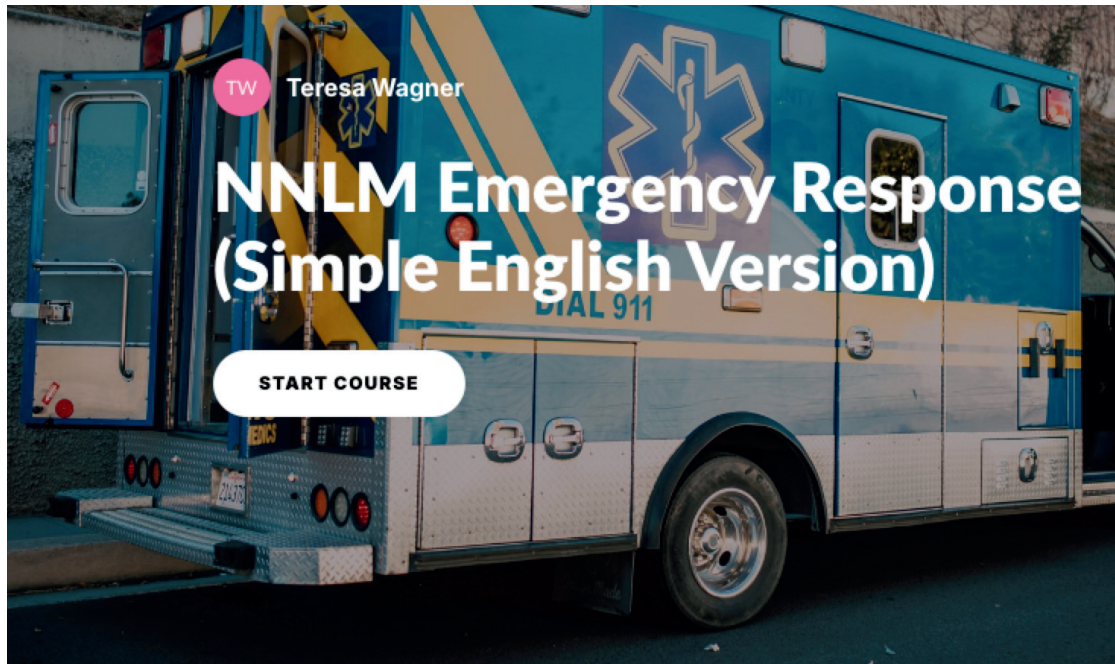 TW
Teresa Wagner
NNLM Emergency Response
(Simple English Version)
DIAL 911
START COURSE